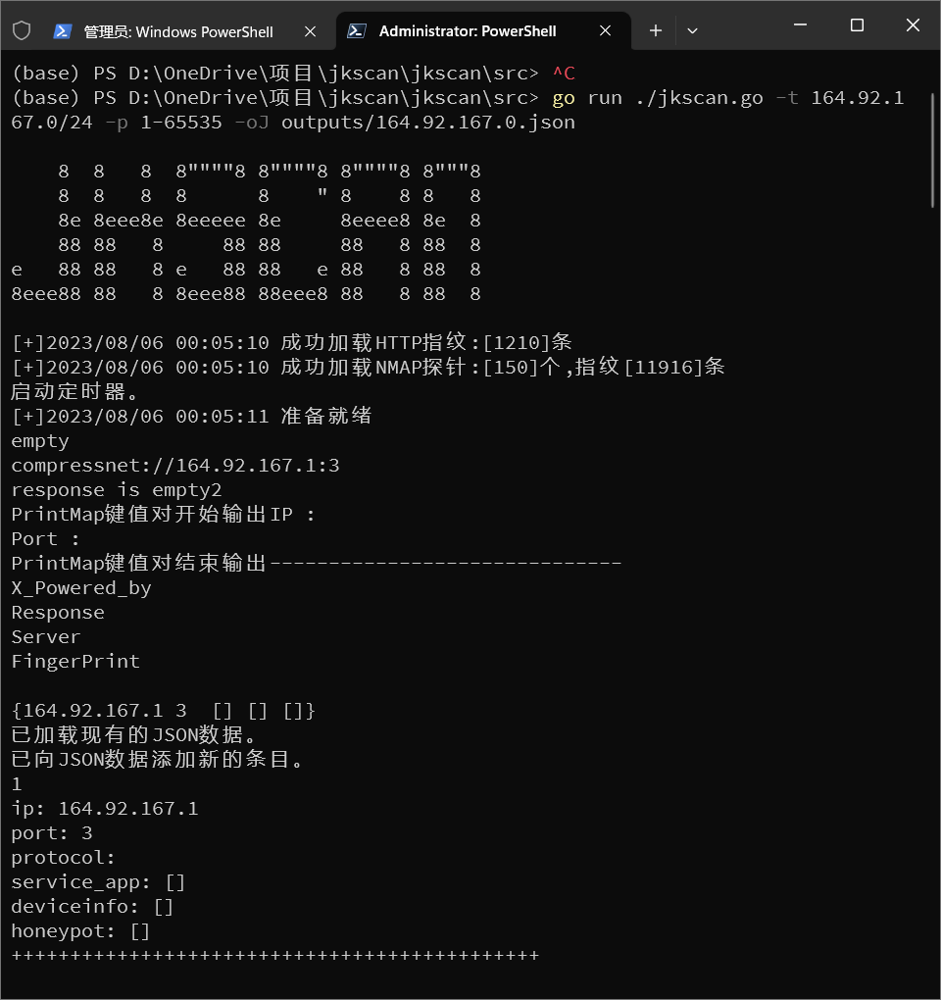 管理员: Windows PowerShell
Administrator: PowerShell
(base) PS D:\OneDrive\项目\jkscan\jkscan\src> ^C
(base) PS D:\OneDrive\项目\jkscan\jkscan\src> go run ./jkscan.go -t 164.92.1
67.0/24 -p 1-65535 -oJ outputs/164.92.167.0.json
    8  8   8  8""""8 8""""8 8""""8 8"""8
    8  8   8  8      8    " 8    8 8   8
    8e 8eee8e 8eeeee 8e     8eeee8 8e  8
    88 88   8     88 88     88   8 88  8
e   88 88   8 e   88 88   e 88   8 88  8
8eee88 88   8 8eee88 88eee8 88   8 88  8
[+]2023/08/06 00:05:10 成功加载HTTP指纹:[1210]条
[+]2023/08/06 00:05:10 成功加载NMAP探针:[150]个,指纹[11916]条
启动定时器。
[+]2023/08/06 00:05:11 准备就绪
empty
compressnet://164.92.167.1:3
response is empty2
PrintMap键值对开始输出IP :
Port :
PrintMap键值对结束输出------------------------------
X_Powered_by
Response
Server
FingerPrint
{164.92.167.1 3  [] [] []}
已加载现有的JSON数据。
已向JSON数据添加新的条目。
1
ip: 164.92.167.1
port: 3
protocol:
service_app: []
deviceinfo: []
honeypot: []
+++++++++++++++++++++++++++++++++++++++++++++